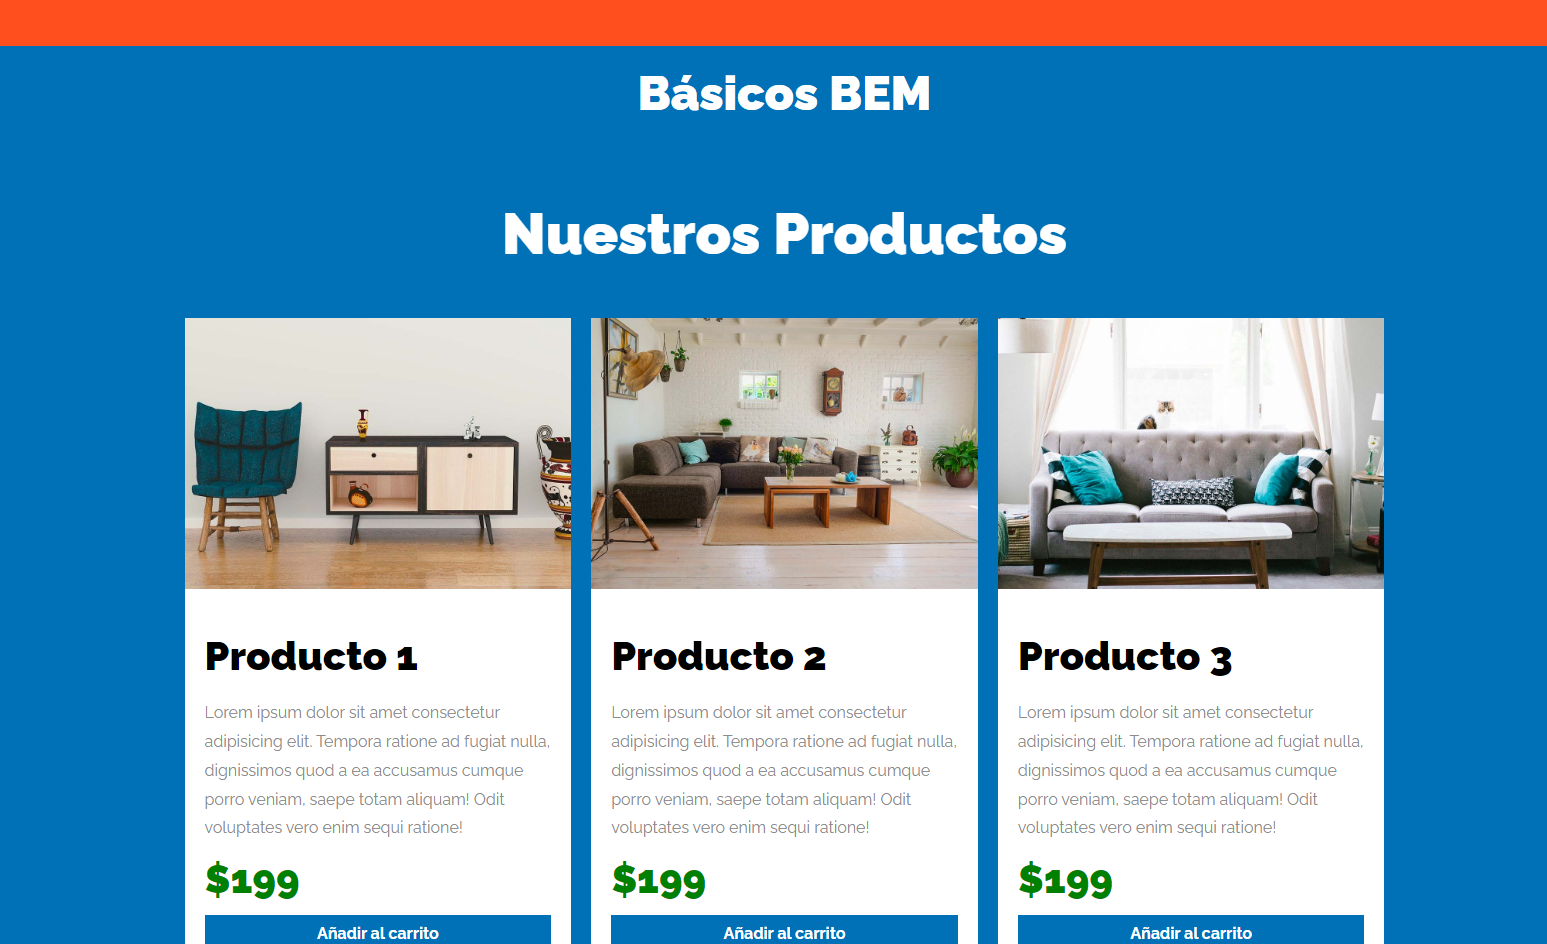 Básicos BEM
Nuestros Productos
Producto 1
Lorem ipsum dolor sit amet consectetur
adipisicing elit. Tempora ratione ad fugiat nulla,
dignissimos quod a ea accusamus cumque
porro veniam, saepe totam aliquam! Odit
voluptates vero enim sequi ratione!
$199
Añadir al carrito
Producto 2
Lorem ipsum dolor sit amet consectetur
adipisicing elit. Tempora ratione ad fugiat nulla,
dignissimos quod a ea accusamus cumque
porro veniam, saepe totam aliquam! Odit
voluptates vero enim sequi ratione!
$199
Añadir al carrito
Producto 3
Lorem ipsum dolor sit amet consectetur
adipisicing elit. Tempora ratione ad fugiat nulla,
dignissimos quod a ea accusamus cumque
porro veniam, saepe totam aliquam! Odit
voluptates vero enim sequi ratione!
$199
Añadir al carrito